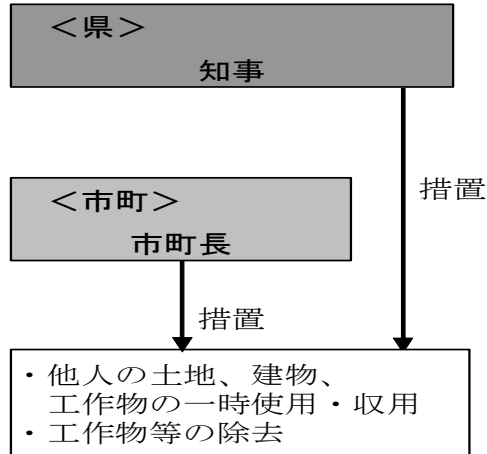 ＜県＞
知事
措置
＜市町＞
市町長
措置
・他人の土地、建物、
工作物の一時使用・収用
・工作物等の除去